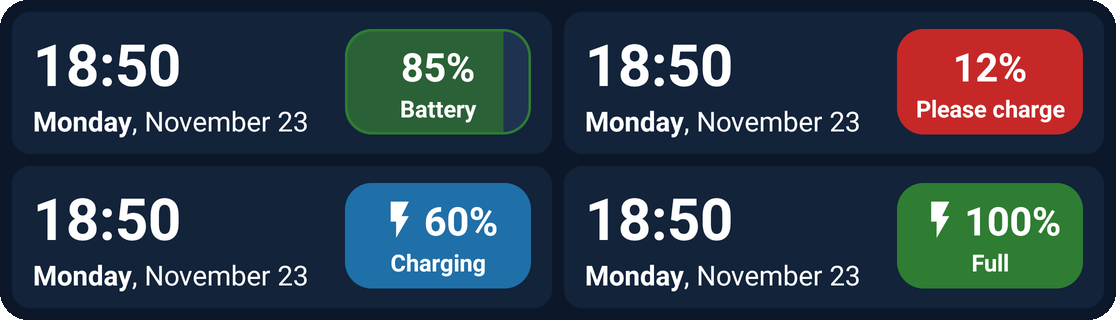 18:50
Monday, November 23
85%
Battery
18:50
Monday, November 23
12%
Please charge
18:50
Monday, November 23
60%
Charging
18:50
Monday, November 23
100%
Full